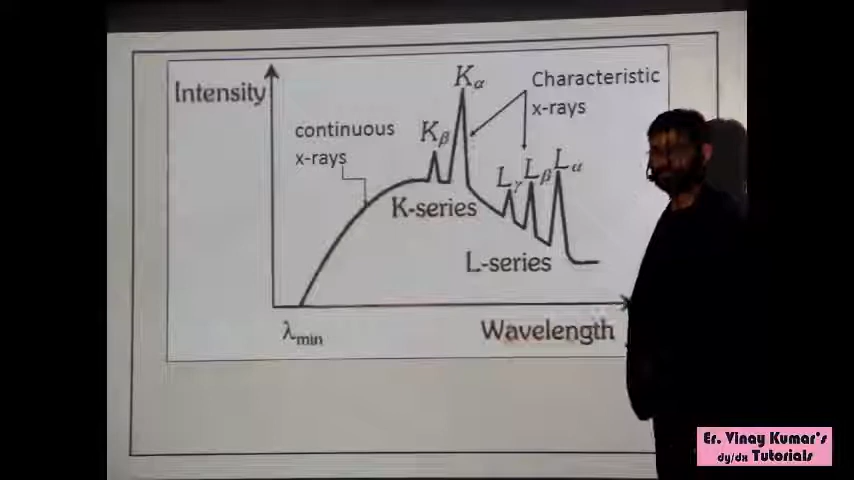 Intensity
continuous
x-rays
K-series
Kβ
Kα
Characteristic
x-rays
Lγ
Lβ
Lα
L-series
λmin
Wavelength
Er. Vinay Kumar's
dy/dx Tutorials